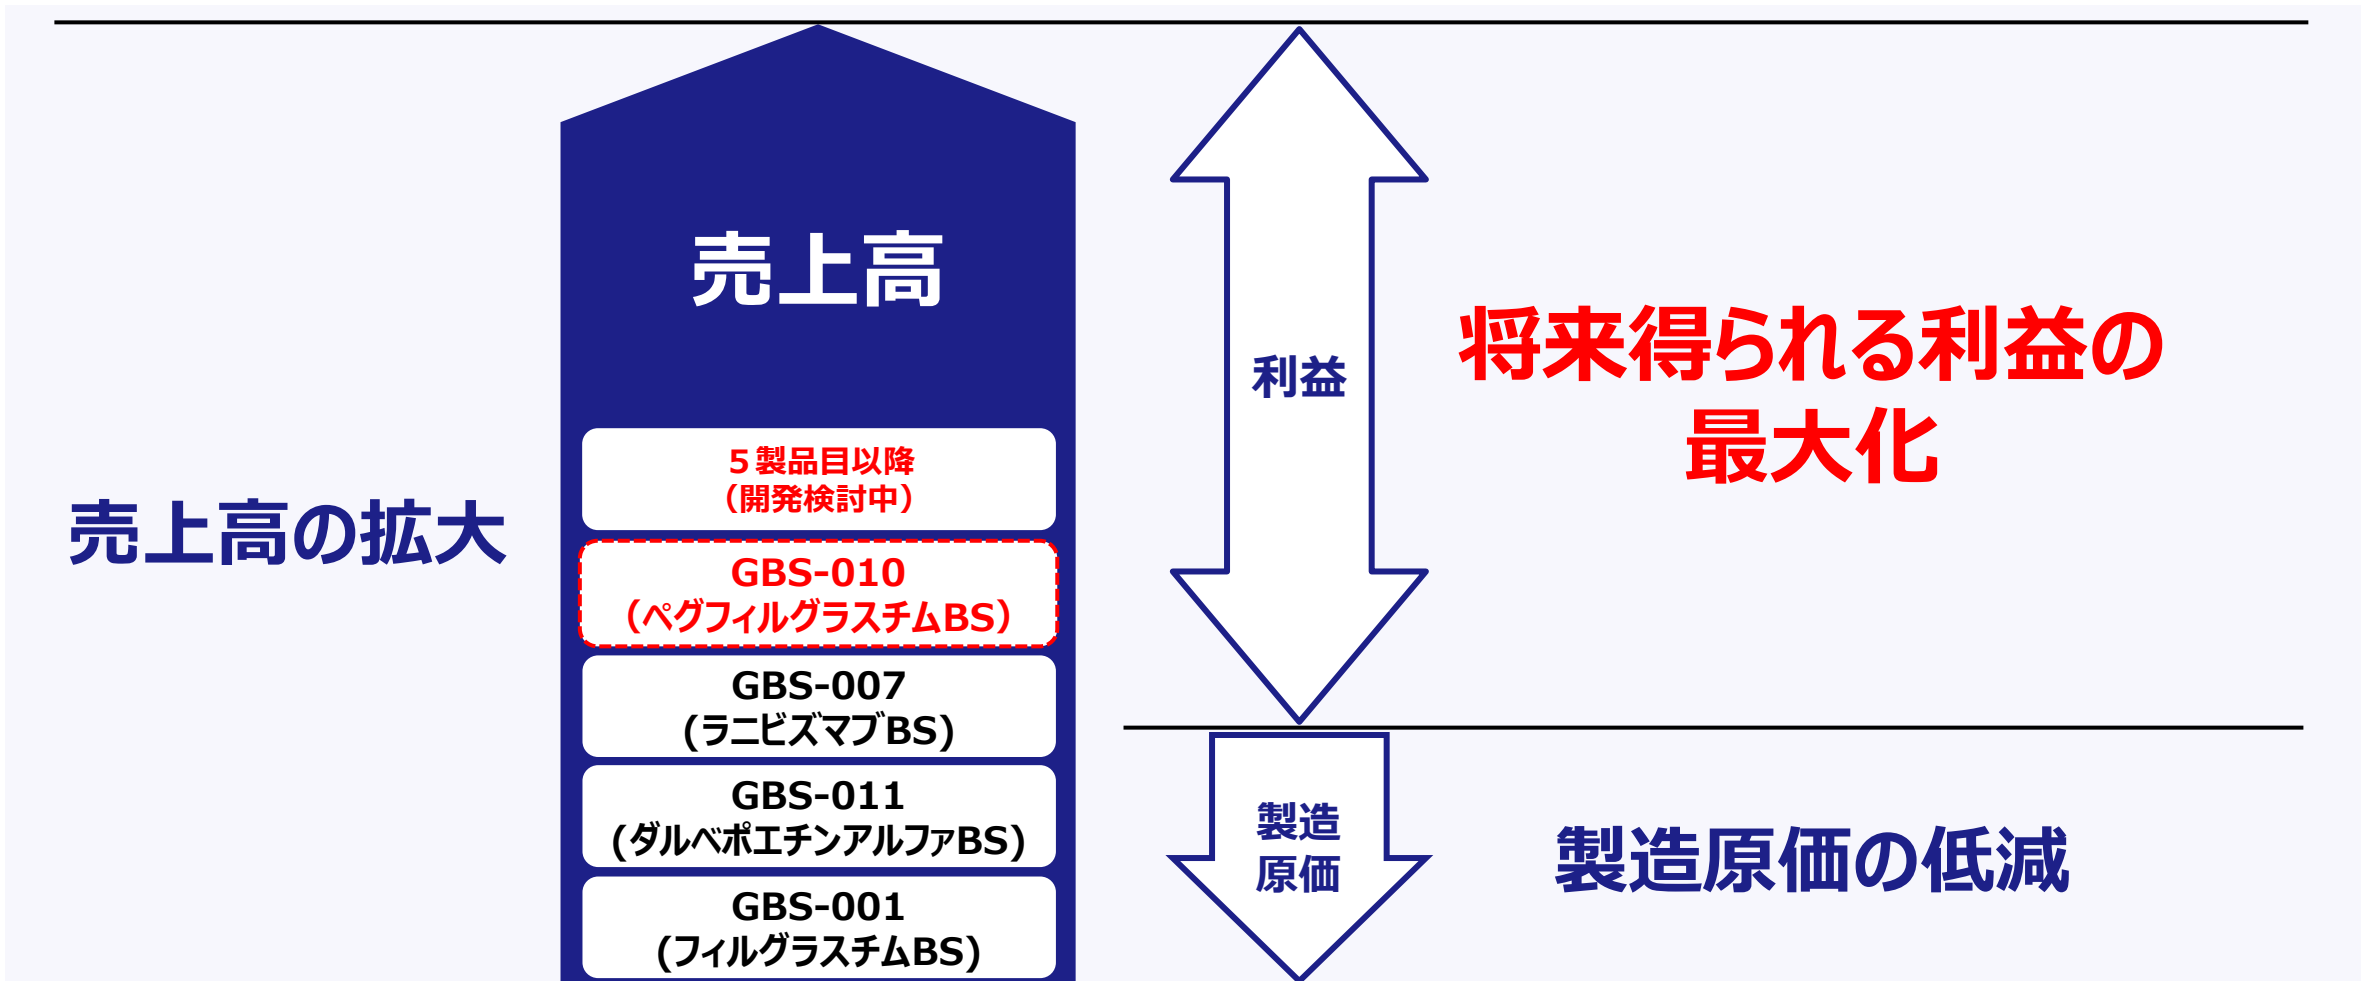 売上高の拡大
売上高
５製品目以降
（開発検討中）
GBS-010
（ペグフィルグラスチムBS）
GBS-007
(ラニビズマブBS)
GBS-011
(ダルベポエチンアルファBS)
GBS-001
(フィルグラスチムBS)
利益
製造
原価
将来得られる利益の
最大化
製造原価の低減